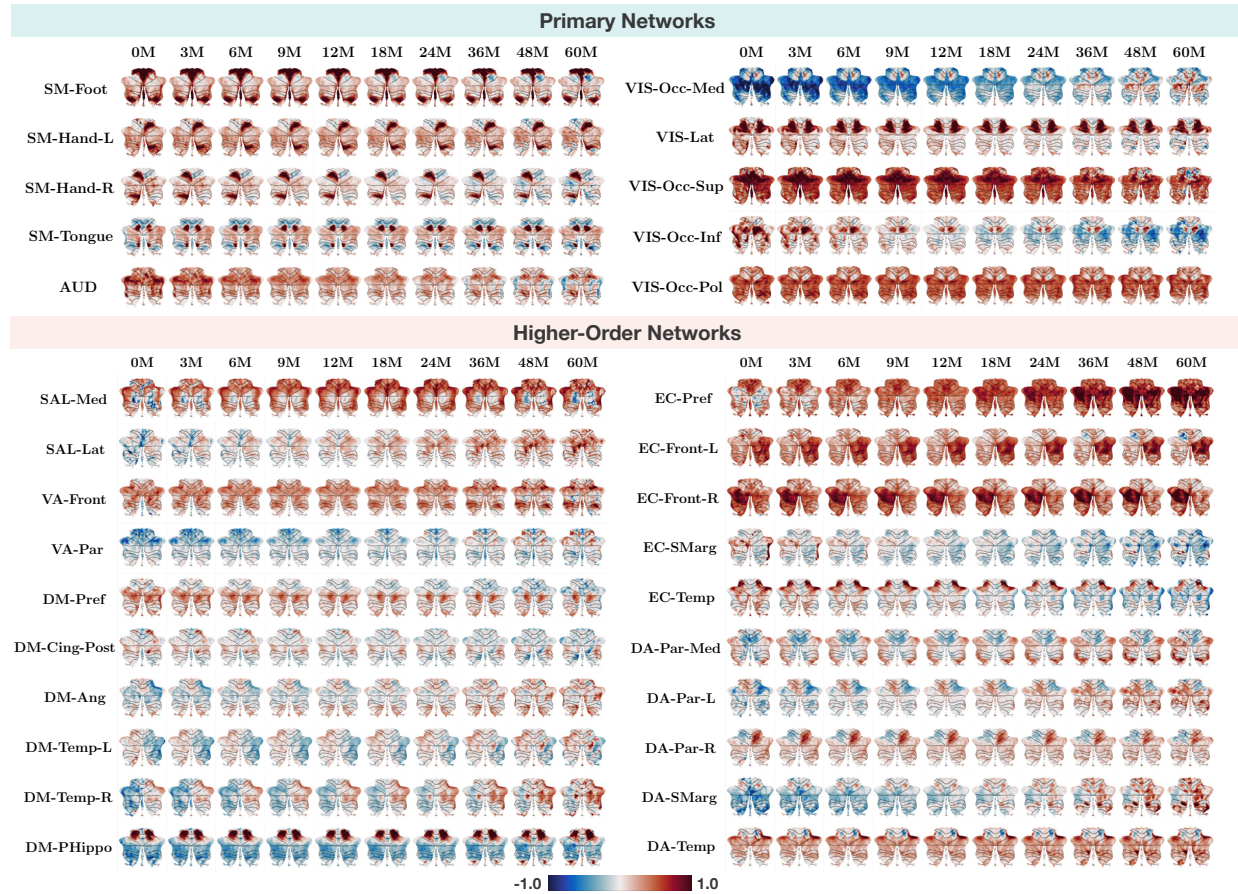 Primary Networks
0M 3M 6M 9M 12M 18M 24M 36M 48M 60M
SM-Foot
SM-Hand-L
SM-Hand-R
SM-Tongue
AUD
0M 3M 6M 9M 12M 18M 24M 36M 48M 60M
VIS-Occ-Med
VIS-Lat
VIS-Occ-Sup
VIS-Occ-Inf
VIS-Occ-Pol
Higher-Order Networks
0M 3M 6M 9M 12M 18M 24M 36M 48M 60M
SAL-Med
SAL-Lat
VA-Front
VA-Par
DM-Pref
DM-Cing-Post
DM-Ang
DM-Temp-L
DM-Temp-R
DM-PHippo
0M 3M 6M 9M 12M 18M 24M 36M 48M 60M
EC-Pref
EC-Front-L
EC-Front-R
EC-SMarg
EC-Temp
DA-Par-Med
DA-Par-L
DA-Par-R
DA-SMarg
DA-Temp
-1.0 1.0